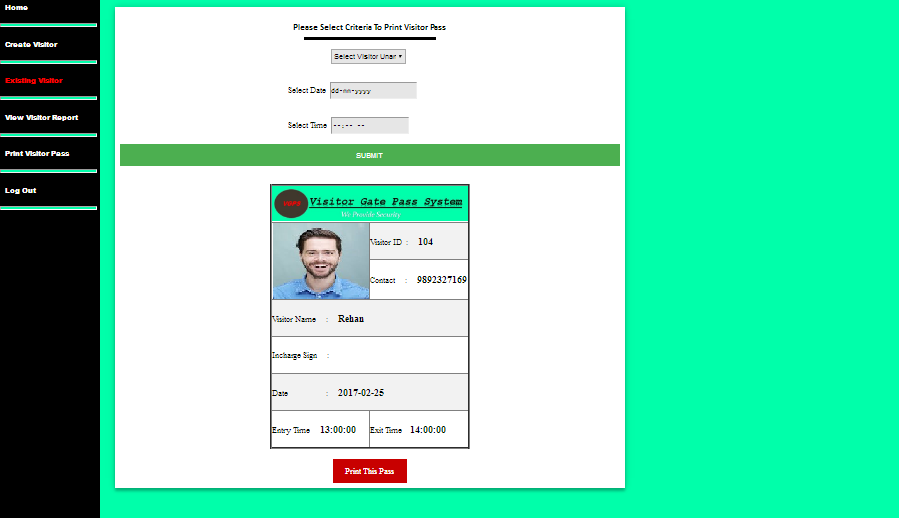 Home
Create Visitor
Existing Visitor
View Visitor Report
Print Visitor Pass
Log Out
Please Select Criteria To Print Visitor Pass
Select Visitor Unar
Select Date dd-mm-yyyy
Select Time --:-- --
SUBMIT
Visitor Gate Pass System
We Provide Security
Visitor ID : 104
Contact : 9892327169
Visitor Name : Rehan
Incharge Sign :
Date : 2017-02-25
Entry Time 13:00:00 Exit Time 14:00:00
Print This Pass